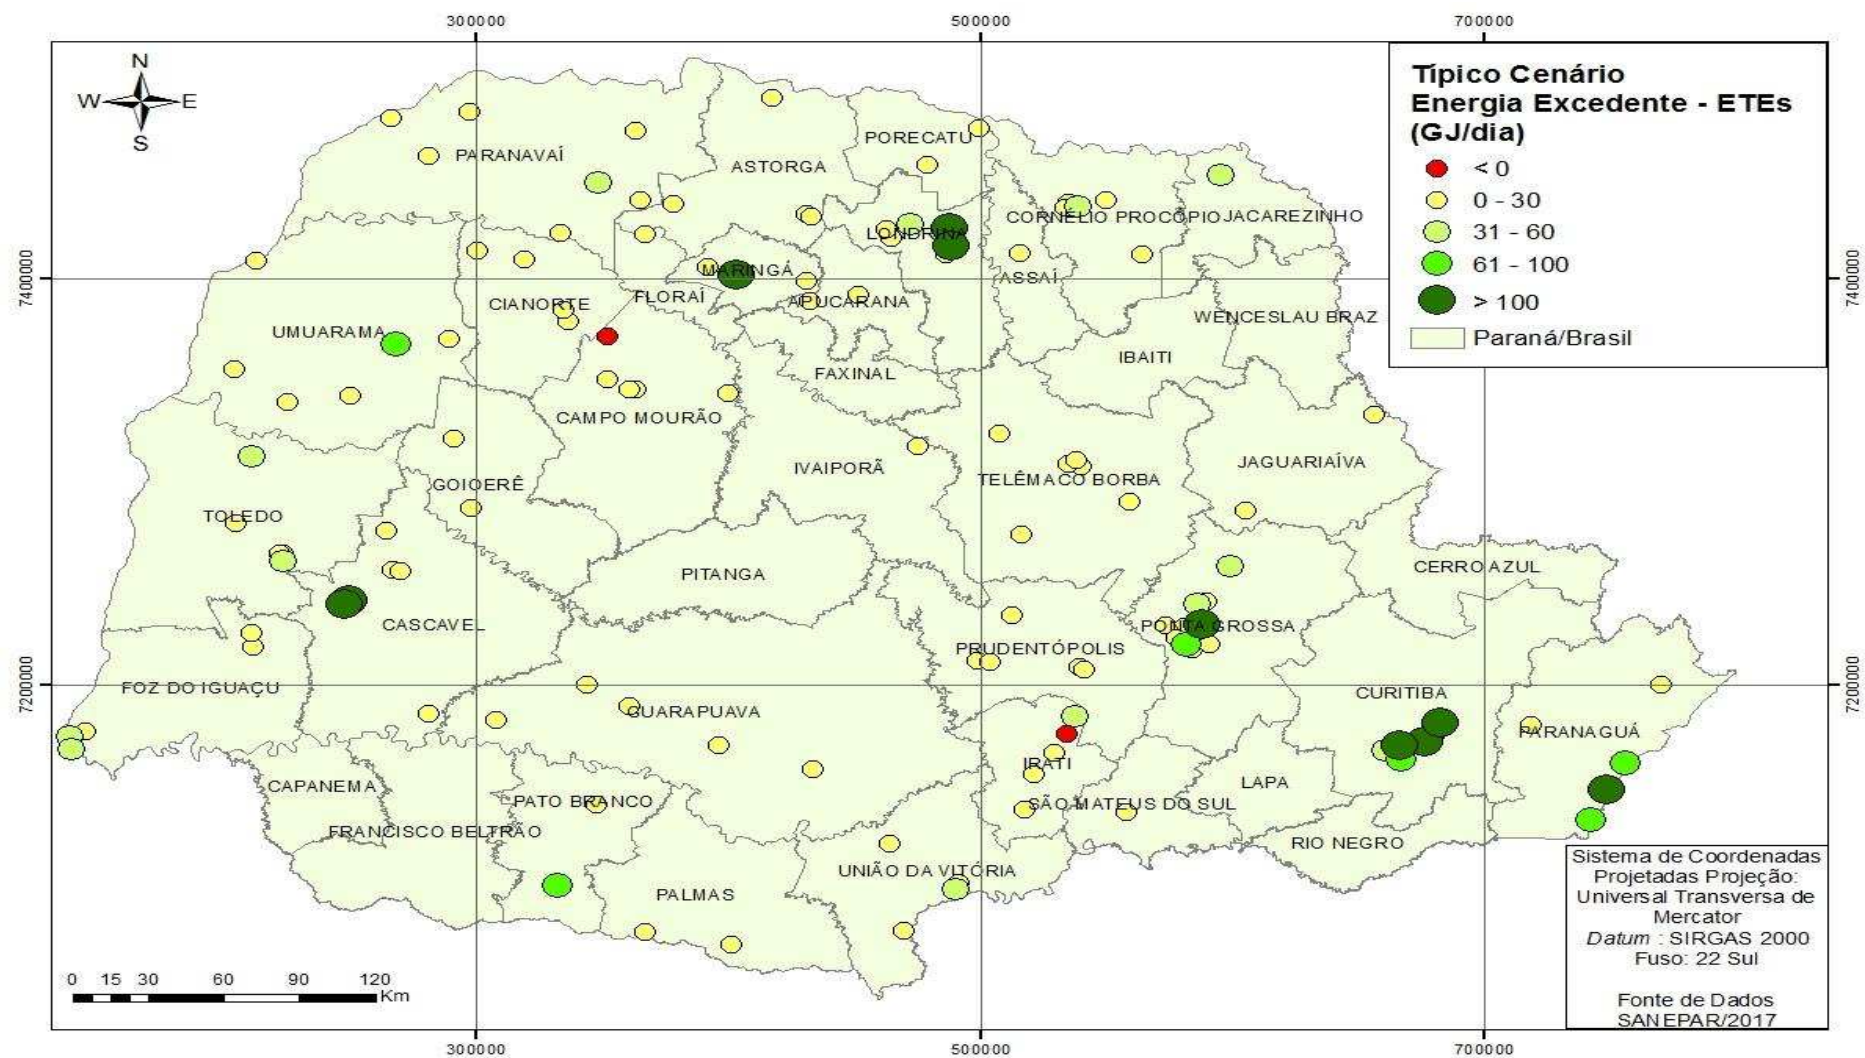 300000
500000
700000
N
W
E
S
Típico Cenário
Energia Excedente - ETEs
(GJ/dia)
< 0
0 - 30
31 - 60
61 - 100
> 100
Paraná/Brasil
PORECATU
PARANAVAÍ
ASTORGA
CORNÉLIO PROCÓPIO
JACAREZINHO
LONDRINA
MARINGÁ
ASSAÍ
7400000
7400000
FLORAÍ
CIANORTE
APUCARANA
WENCESLAU BRAZ
UMUARAMA
IBAITI
FAXINAL
CAMPO MOURÃO
JAGUARIAÍVA
IVAIPORÃ
TELÊMACO BORBA
GOIOERÊ
TOLEDO
CERRO AZUL
PITANGA
CASCAVEL
PONTA GROSSA
PRUDENTÓPOLIS
7200000
7200000
FOZ DO IGUAÇU
CURITIBA
GUARAPUAVA
PARANAGUÁ
IRATI
LAPA
CAPANEMA
PATO BRANCO
SÃO MATEUS DO SUL
FRANCISCO BELTRÃO
RIO NEGRO
UNIÃO DA VITÓRIA
PALMAS
Sistema de Coordenadas
Projetadas Projeção:
Universal Transversa de
Mercator
Datum : SIRGAS 2000
Fuso: 22 Sul
Fonte de Dados
SANEPAR/2017
0 15 30 60 90 120
Km
300000
500000
700000